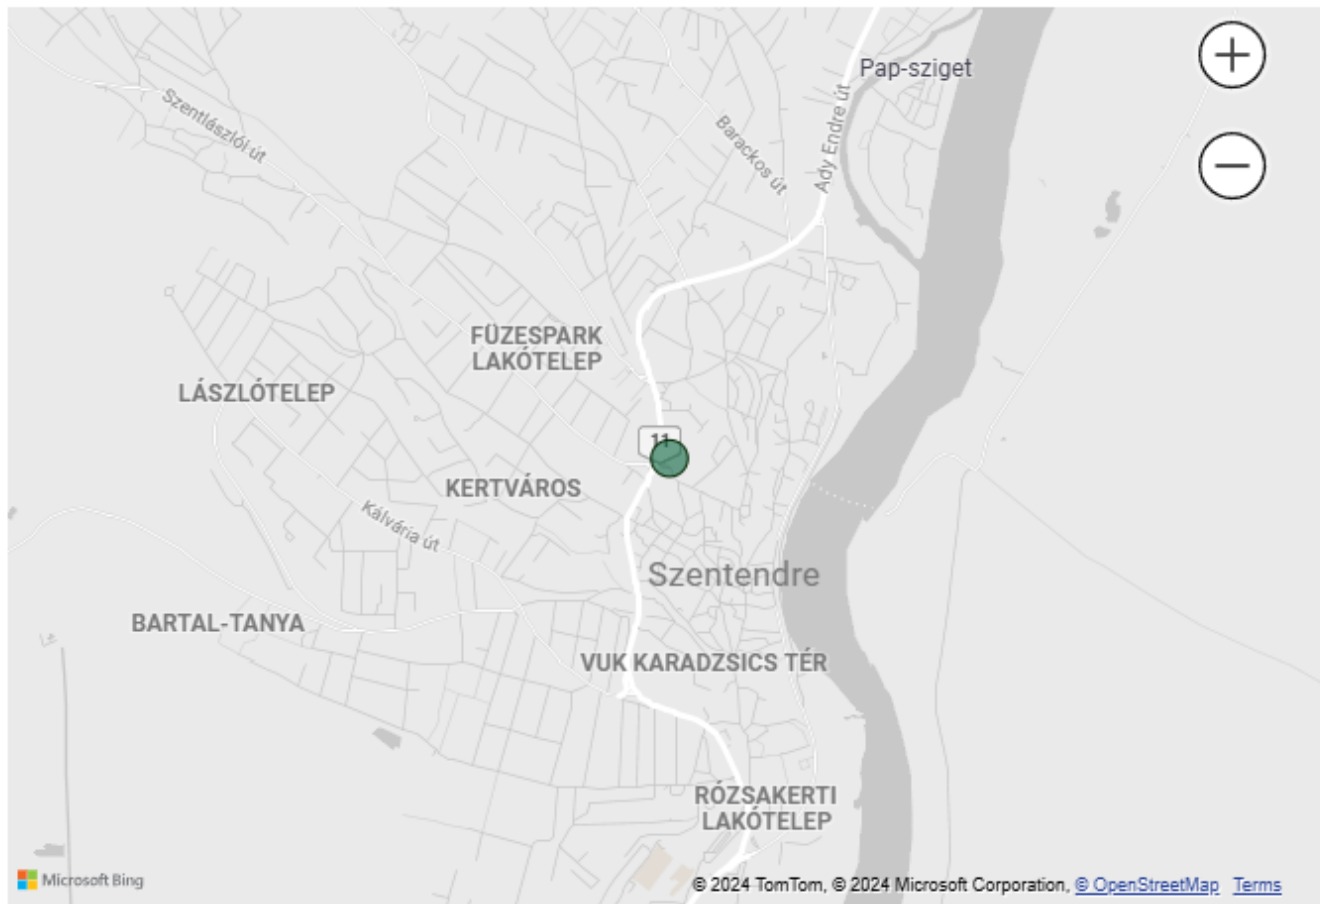 Pap-sziget
Szentlászlói út
Barackos út
Ady Endre út
FÜZESPARK
LAKÓTELEP
LÁSZLÓTELEP
11
KERTVÁROS
Kálvária út
Szentendre
BARTAL-TANYA
VUK KARADZSICS TÉR
RÓZSAKERTI
LAKÓTELEP
Microsoft Bing
© 2024 TomTom, © 2024 Microsoft Corporation, © OpenStreetMap Terms